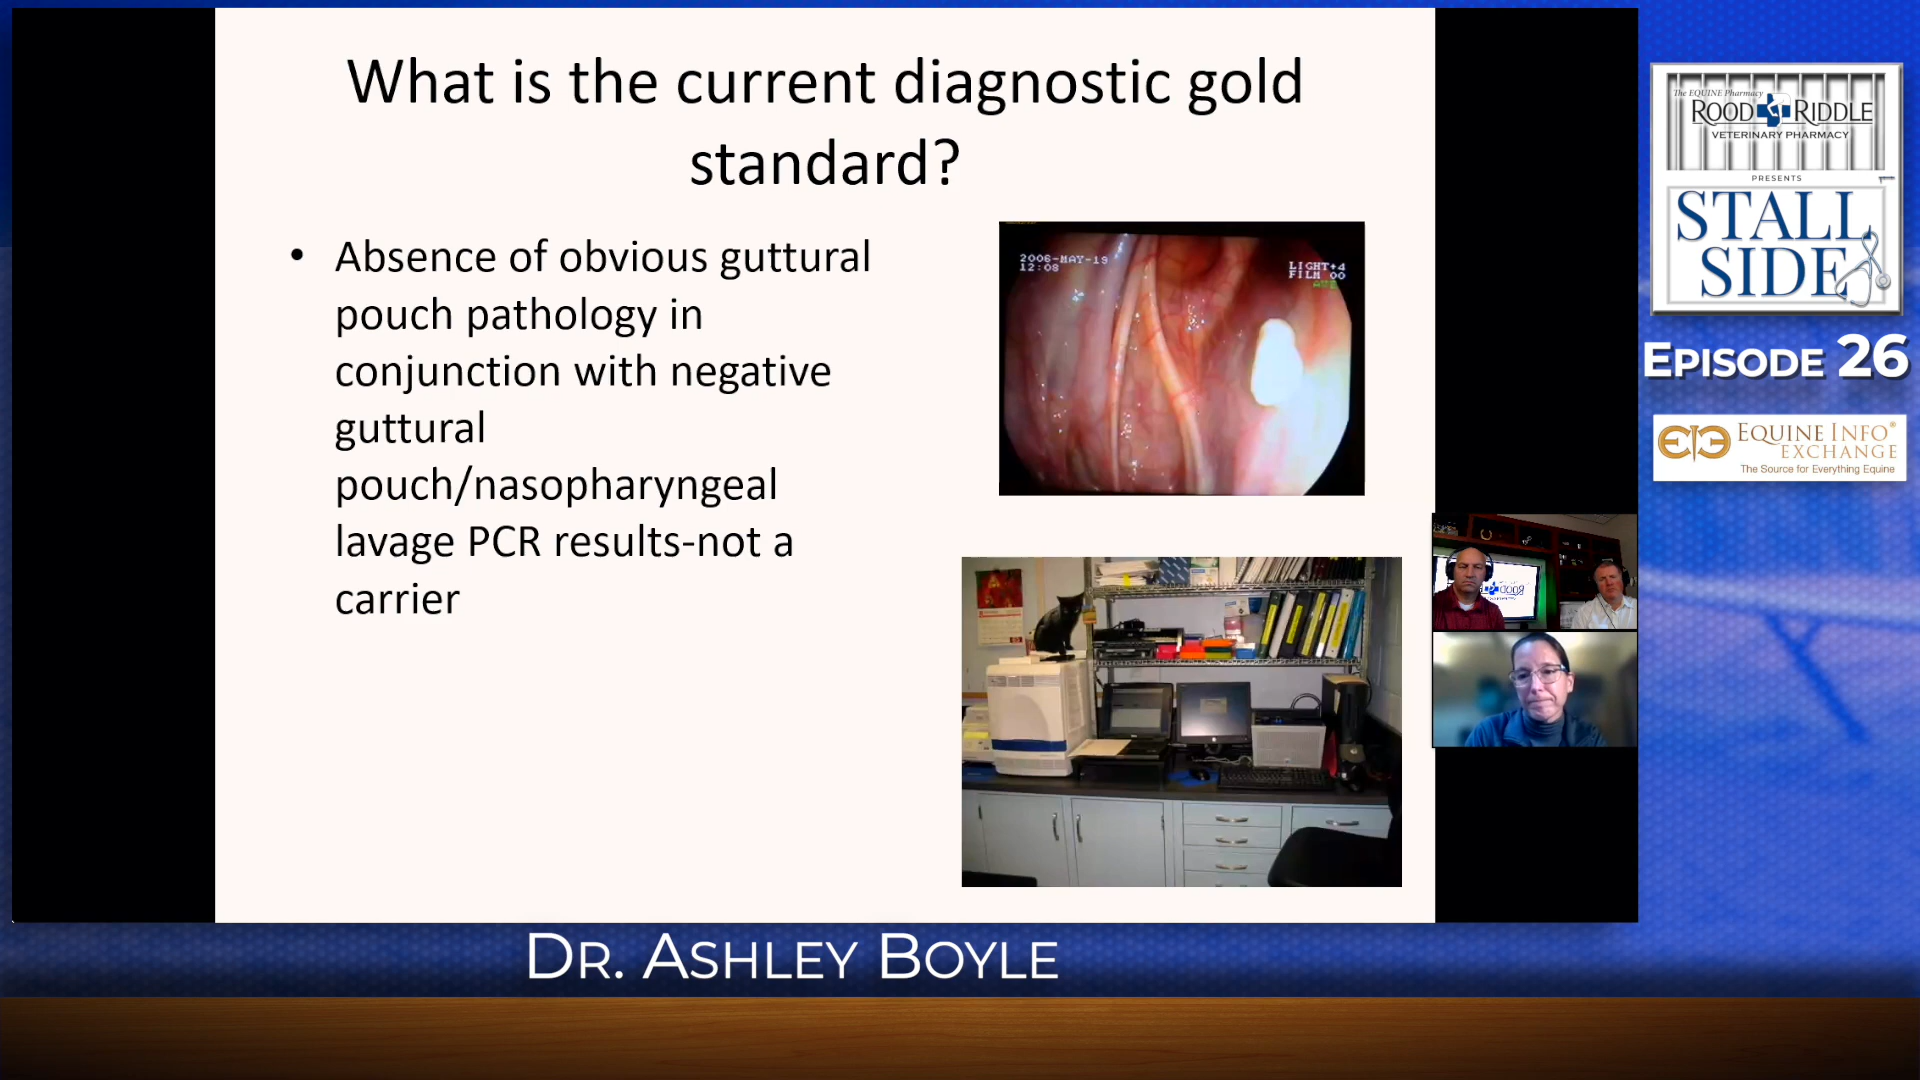 What is the current diagnostic gold
standard?
• Absence of obvious guttural
pouch pathology in
conjunction with negative
guttural
pouch/nasopharyngeal
lavage PCR results-not a
carrier
2006-MAY-19
12:08
LIGHT+4
FILM 00
The EQUINE Pharmacy
ROOD RIDDLE
VETERINARY PHARMACY
PRESENTS
STALL
SIDE
EPISODE 26
EIE
EQUINE INFO®
EXCHANGE
The Source for Everything Equine
DR. ASHLEY BOYLE